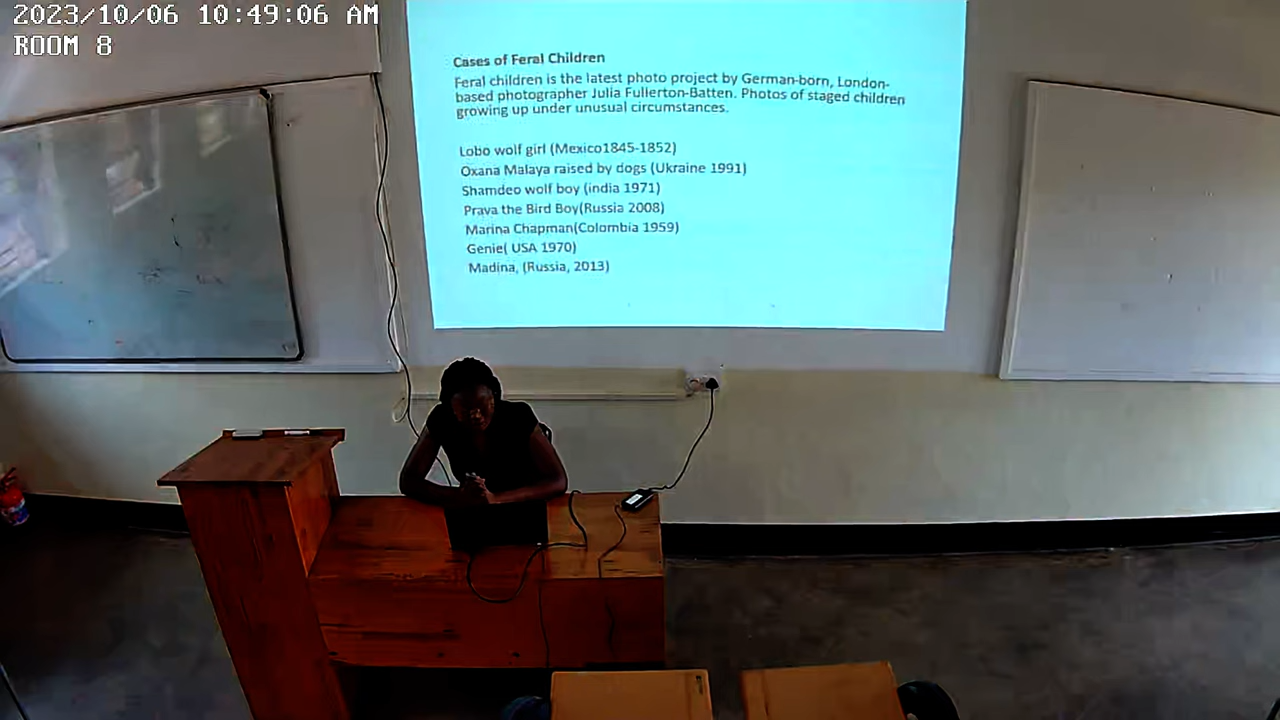 2023/10/06 10:49:06 AM
ROOM 8
Cases of Feral Children
Feral children is the latest photo project by German-born, London-
based photographer Julia Fullerton-Batten. Photos of staged children
growing up under unusual circumstances.
Lobo wolf girl (Mexico1845-1852)
Oxana Malaya raised by dogs (Ukraine 1991)
Shamdeo wolf boy (india 1971)
Prava the Bird Boy(Russia 2008)
Marina Chapman(Colombia 1959)
Genie( USA 1970)
Madina, (Russia, 2013)